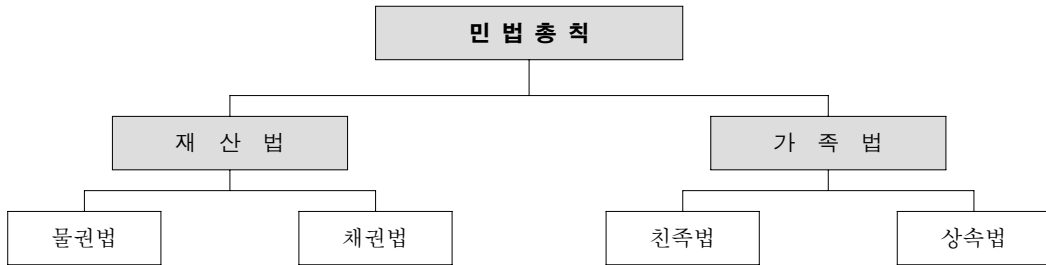 민 법 총 칙
재 산 법
가 족 법
물권법
채권법
친족법
상속법